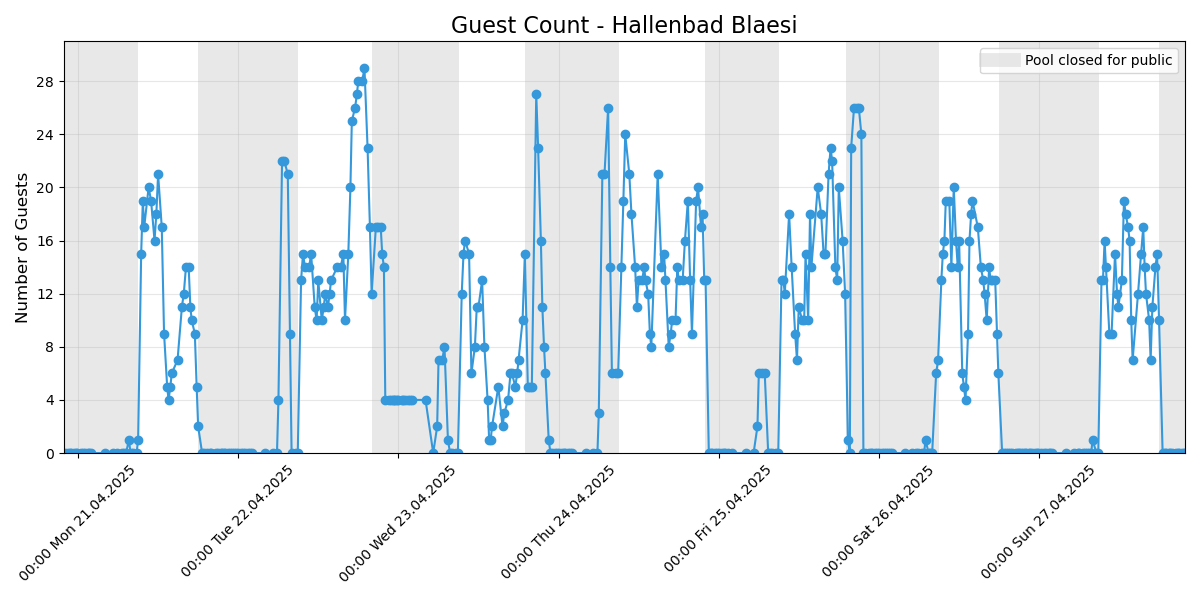 Guest Count - Hallenbad Blaesi
Pool closed for public
Number of Guests
28
24
20
16
12
8
4
0
00:00 Mon 21.04.2025
00:00 Tue 22.04.2025
00:00 Wed 23.04.2025
00:00 Thu 24.04.2025
00:00 Fri 25.04.2025
00:00 Sat 26.04.2025
00:00 Sun 27.04.2025